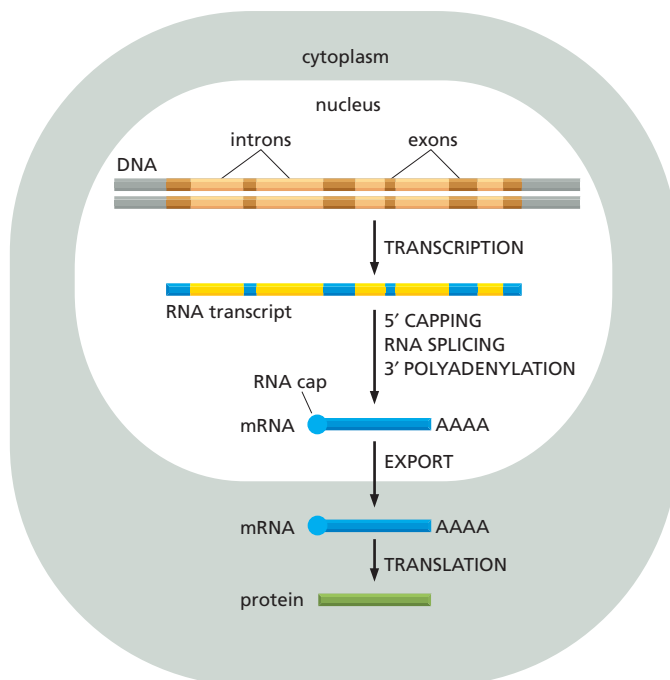 cytoplasm
nucleus
introns
exons
DNA
TRANSCRIPTION
RNA transcript
5′ CAPPING
RNA SPLICING
3′ POLYADENYLATION
RNA cap
mRNA
AAAA
EXPORT
mRNA
AAAA
TRANSLATION
protein